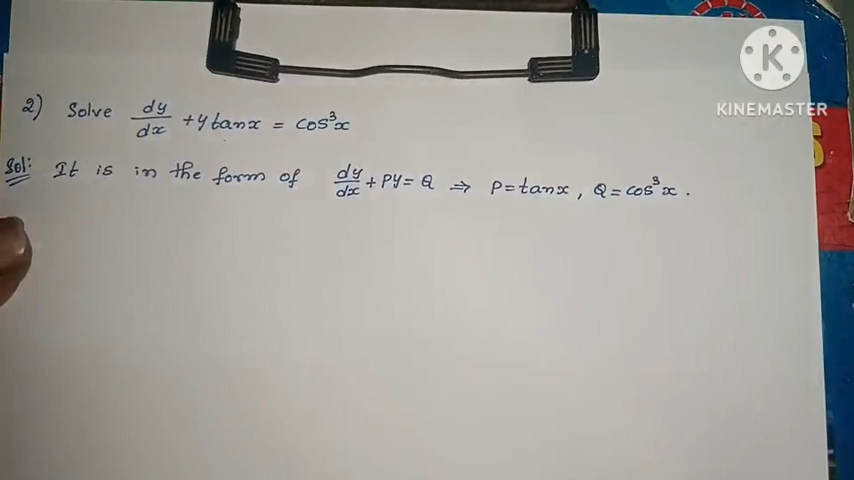 K
KINEMASTER
2) Solve dy/dx + y tanx = cos³x
Sol: It is in the form of dy/dx + Py = Q ⇒ P = tanx, Q = cos³x.